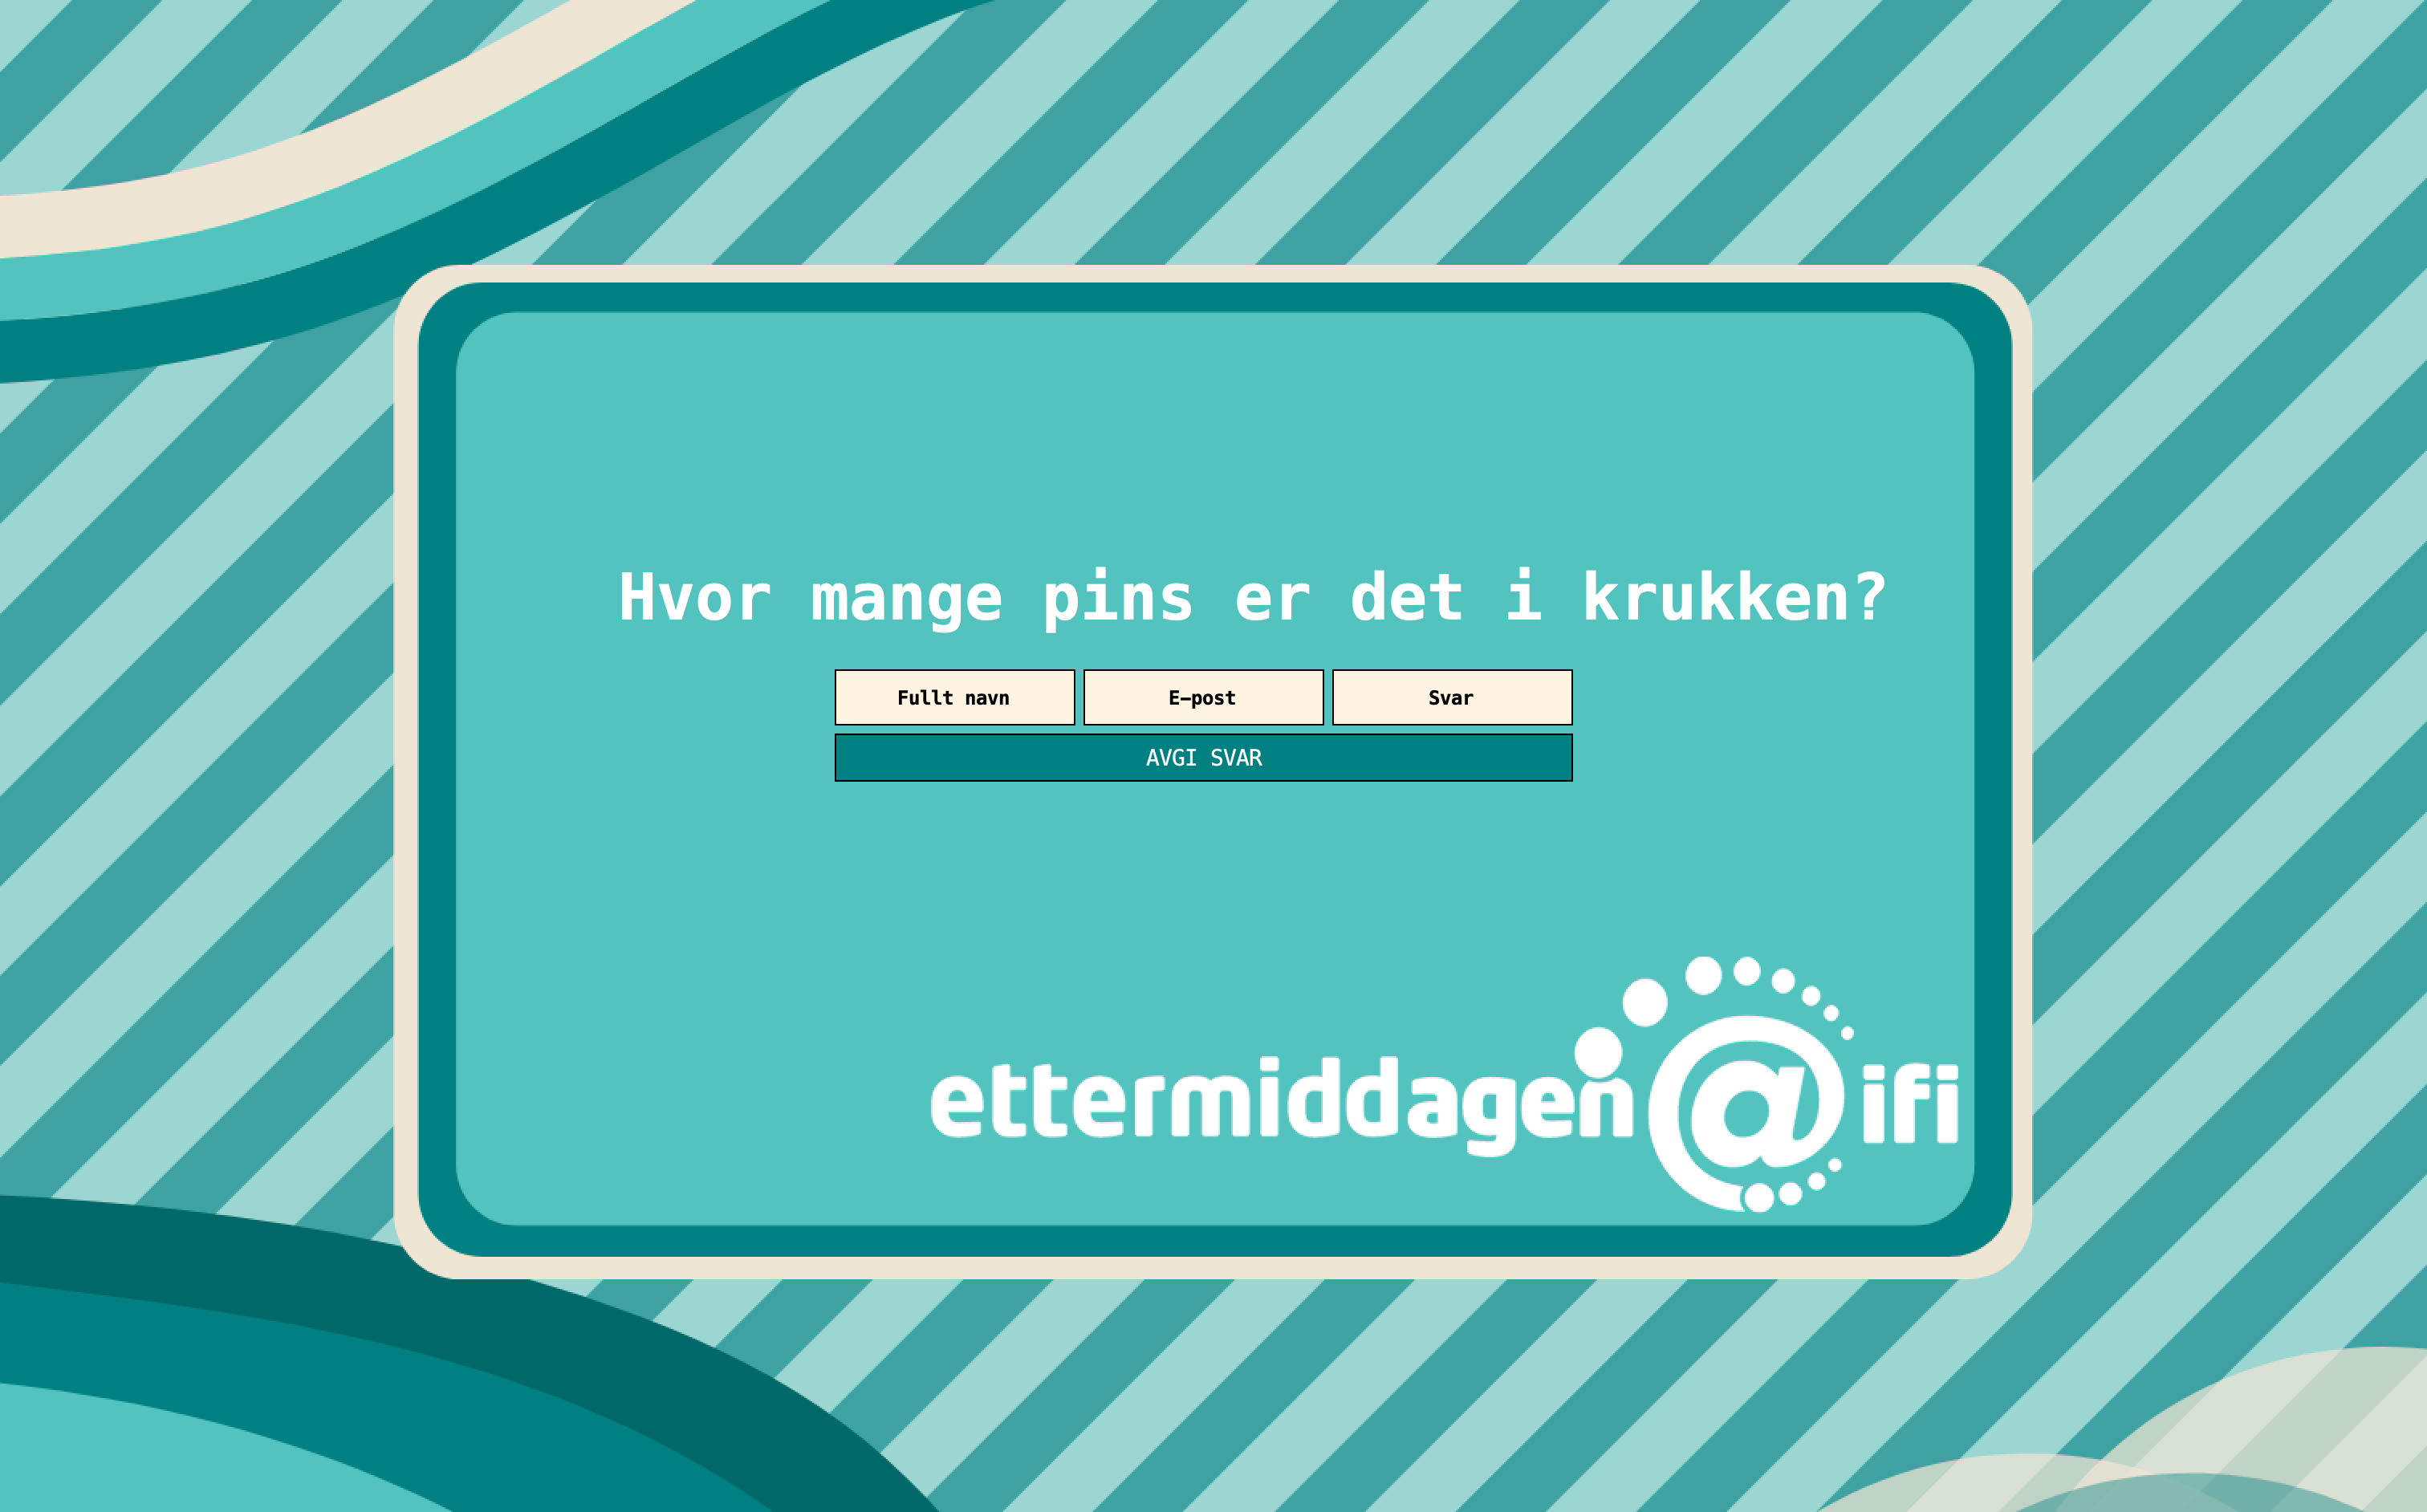 Hvor mange pins er det i krukken?
Fullt navn
E-post
Svar
AVGI SVAR
ettermiddagen@ifi